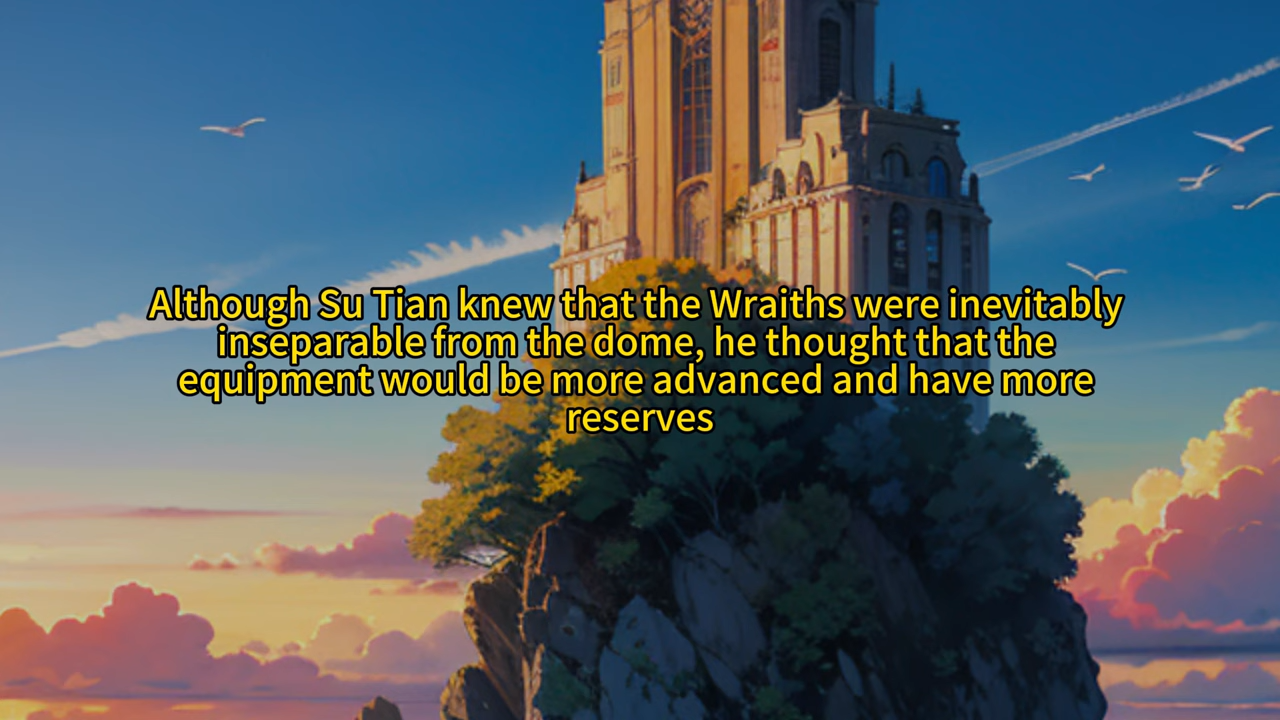 Although Su Tian knew that the Wraiths were inevitably
inseparable from the dome, he thought that the
equipment would be more advanced and have more
reserves